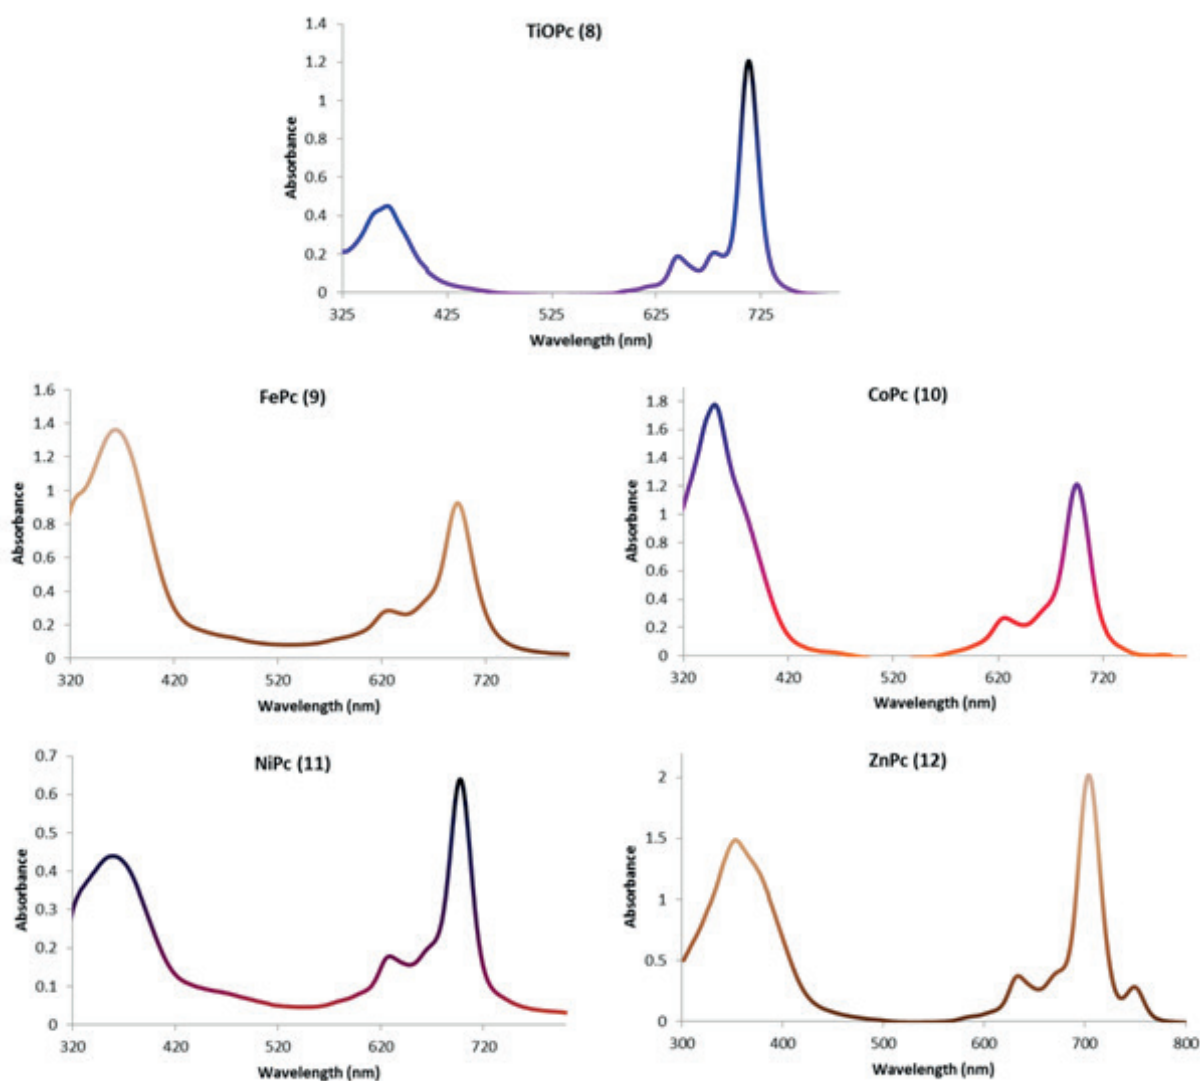 TiOPc (8)
1.4
1.2
1
0.8
0.6
0.4
0.2
0
Absorbance
325 425 525 625 725
Wavelength (nm)
FePc (9)
1.6
1.4
1.2
1
0.8
0.6
0.4
0.2
0
Absorbance
320 420 520 620 720
Wavelength (nm)
CoPc (10)
1.8
1.6
1.4
1.2
1
0.8
0.6
0.4
0.2
0
Absorbance
320 420 520 620 720
Wavelength (nm)
NiPc (11)
0.7
0.6
0.5
0.4
0.3
0.2
0.1
0
Absorbance
320 420 520 620 720
Wavelength (nm)
ZnPc (12)
2
1.5
1
0.5
0
Absorbance
300 400 500 600 700 800
Wavelength (nm)